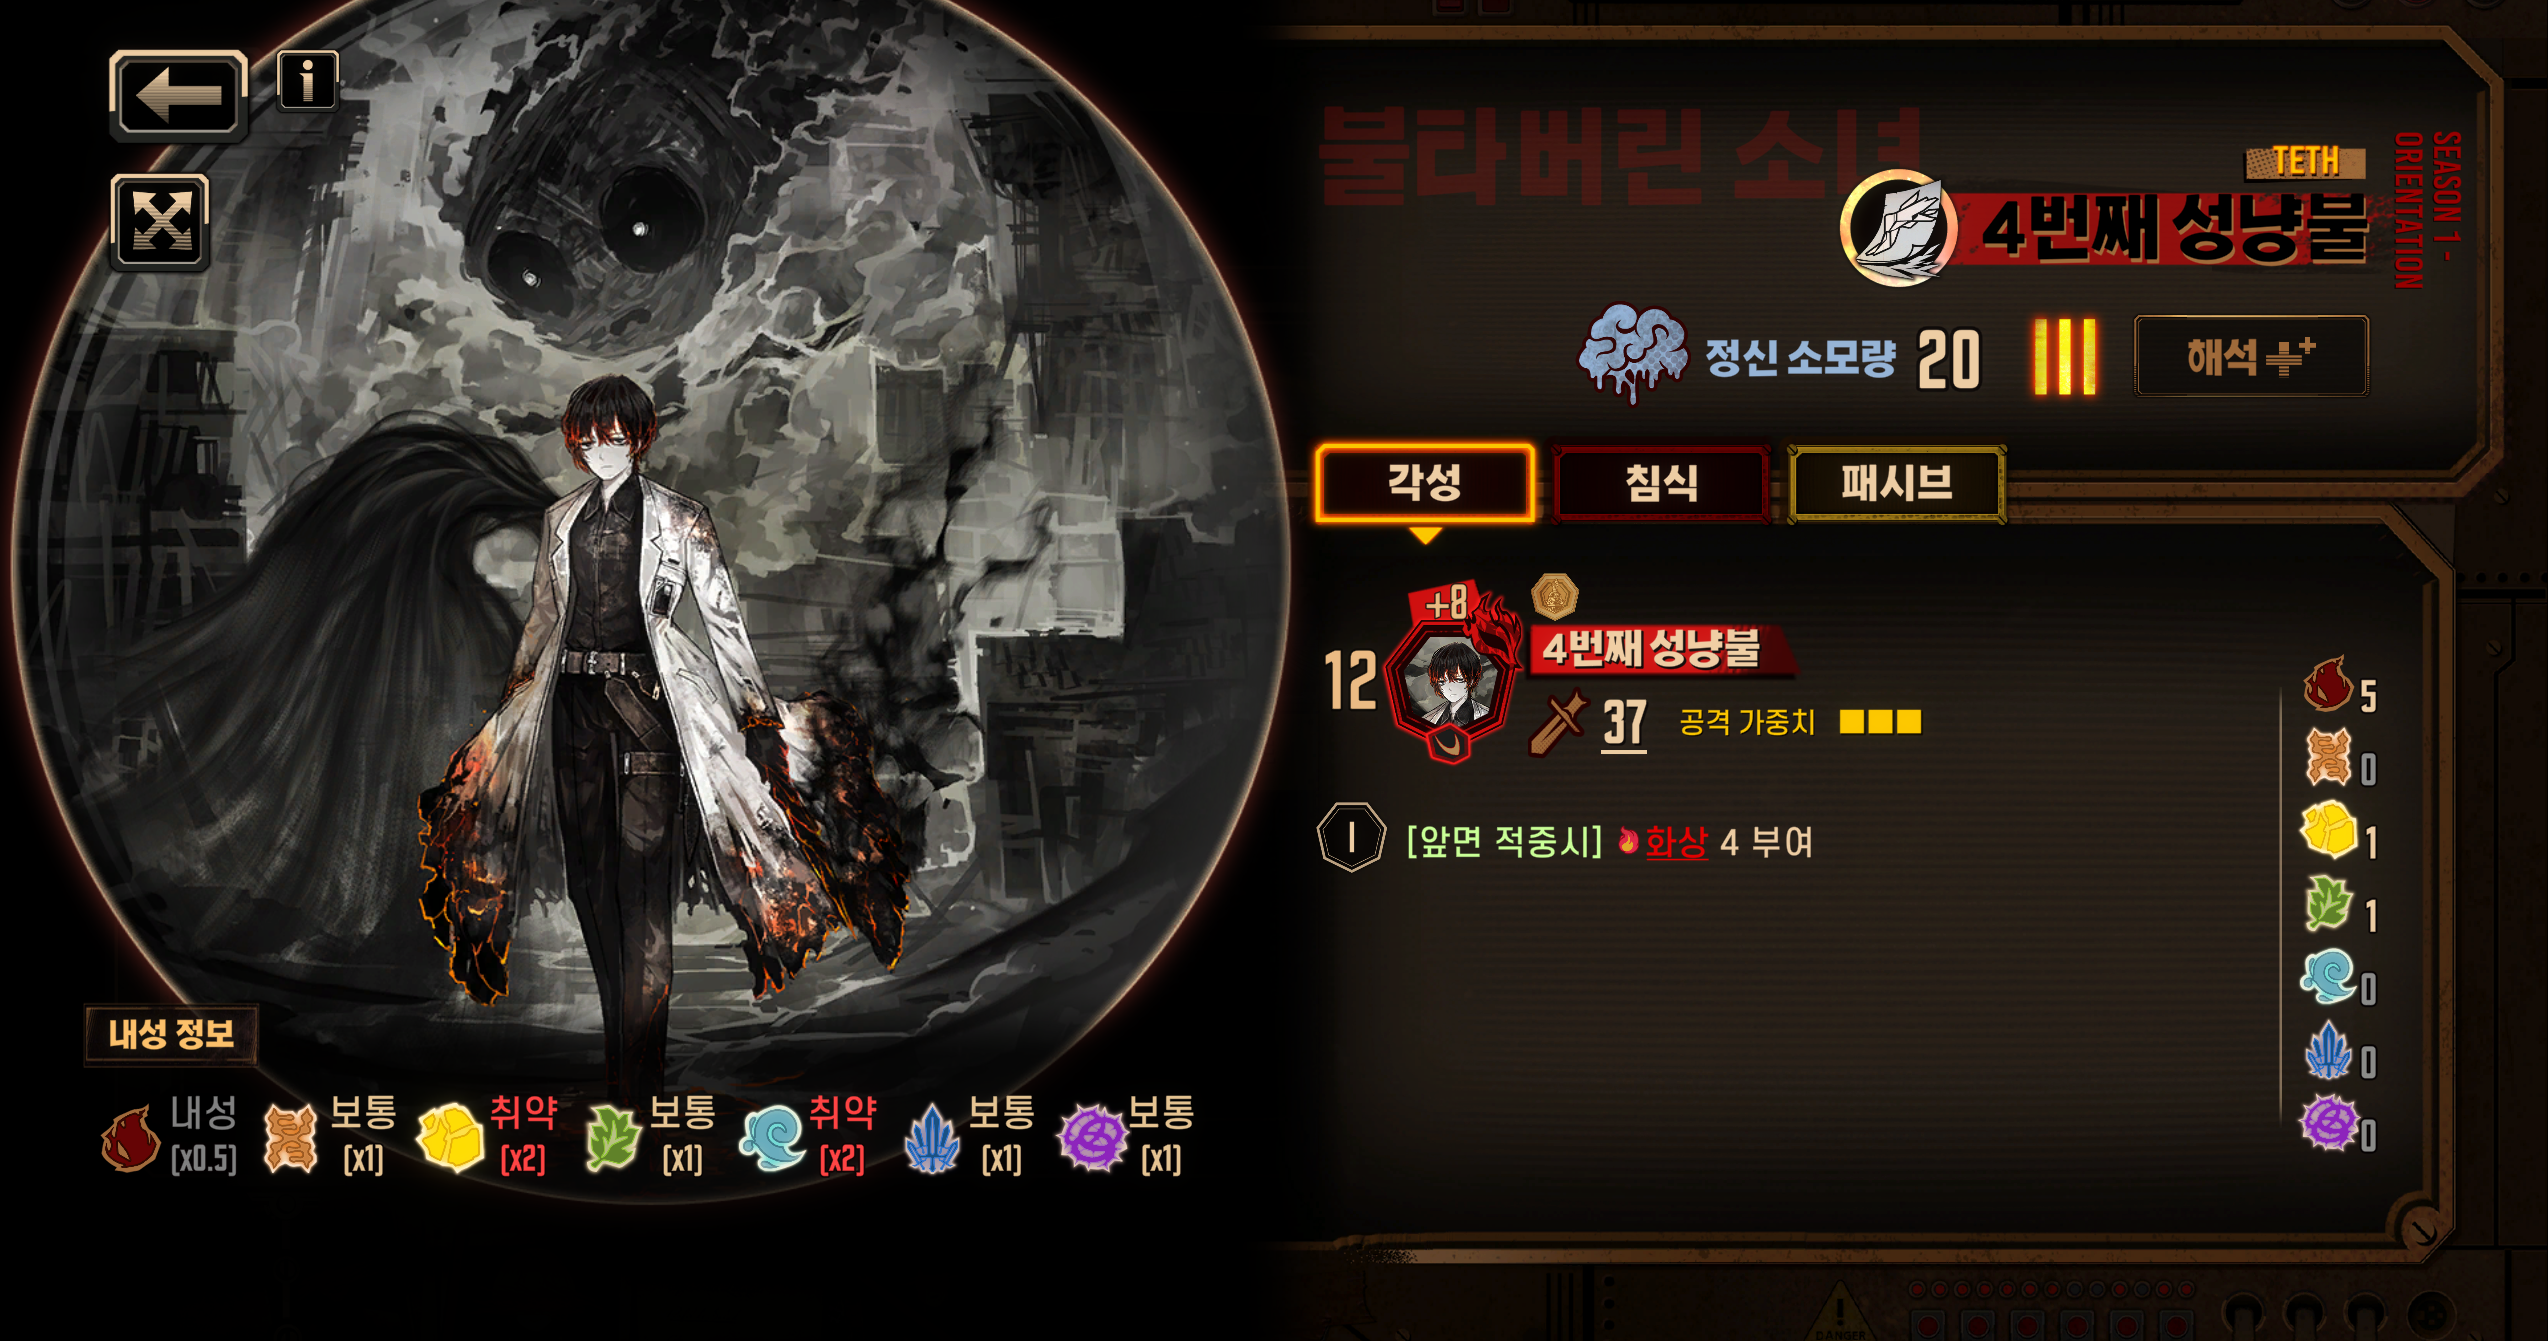 불타버린 소녀
TETH
4번째 성냥불
SEASON 1 -
ORIENTATION
정신 소모량 20
해석
각성 침식 패시브
+8
12
4번째 성냥불
37 공격 가중치
I [앞면 적중시] 화상 4 부여
5
0
1
1
0
0
0
내성 정보
내성 보통 취약 보통 취약 보통 보통
[x0.5] [x1] [x2] [x1] [x2] [x1] [x1]
DANGER